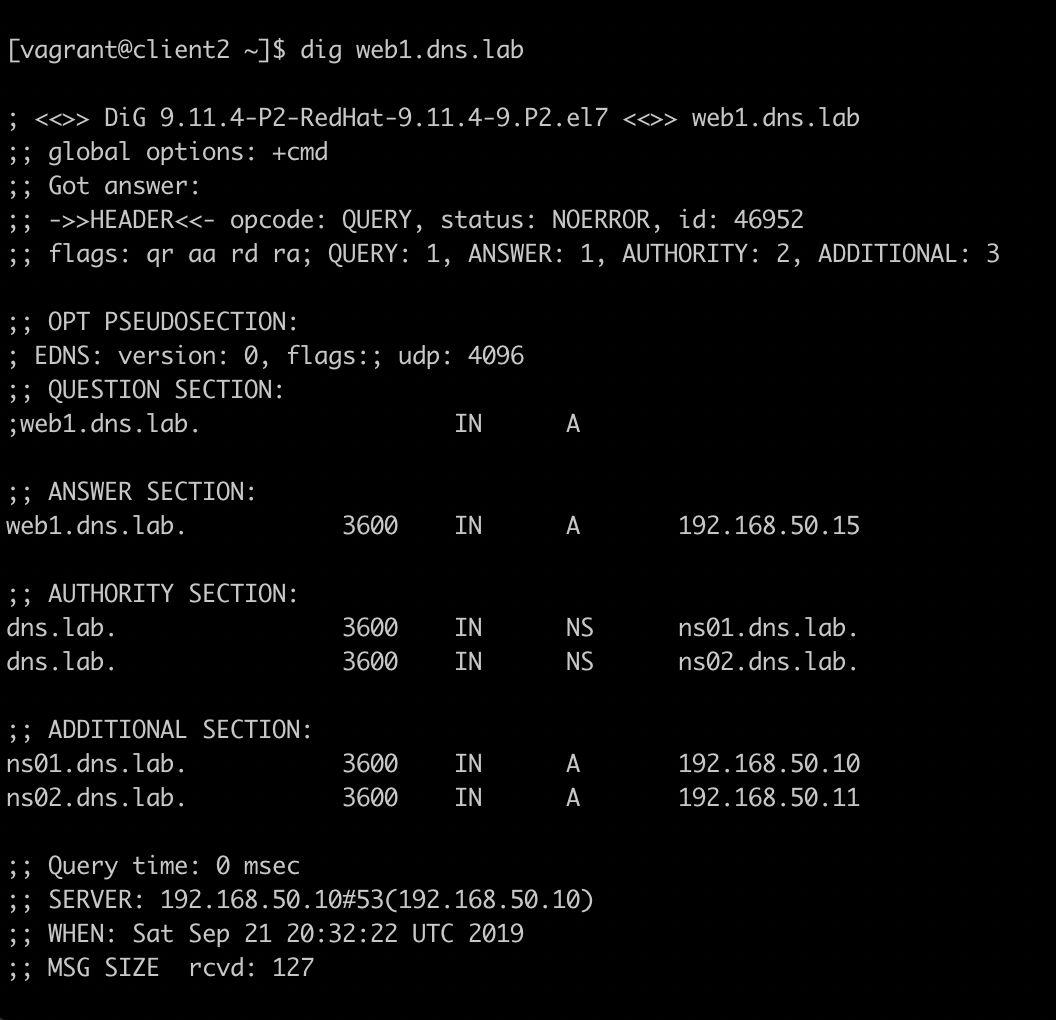 [vagrant@client2 ~]$ dig web1.dns.lab
; <<>> DiG 9.11.4-P2-RedHat-9.11.4-9.P2.el7 <<>> web1.dns.lab
;; global options: +cmd
;; Got answer:
;; ->>HEADER<<- opcode: QUERY, status: NOERROR, id: 46952
;; flags: qr aa rd ra; QUERY: 1, ANSWER: 1, AUTHORITY: 2, ADDITIONAL: 3
;; OPT PSEUDOSECTION:
; EDNS: version: 0, flags:; udp: 4096
;; QUESTION SECTION:
;web1.dns.lab. IN A
;; ANSWER SECTION:
web1.dns.lab. 3600 IN A 192.168.50.15
;; AUTHORITY SECTION:
dns.lab. 3600 IN NS ns01.dns.lab.
dns.lab. 3600 IN NS ns02.dns.lab.
;; ADDITIONAL SECTION:
ns01.dns.lab. 3600 IN A 192.168.50.10
ns02.dns.lab. 3600 IN A 192.168.50.11
;; Query time: 0 msec
;; SERVER: 192.168.50.10#53(192.168.50.10)
;; WHEN: Sat Sep 21 20:32:22 UTC 2019
;; MSG SIZE rcvd: 127